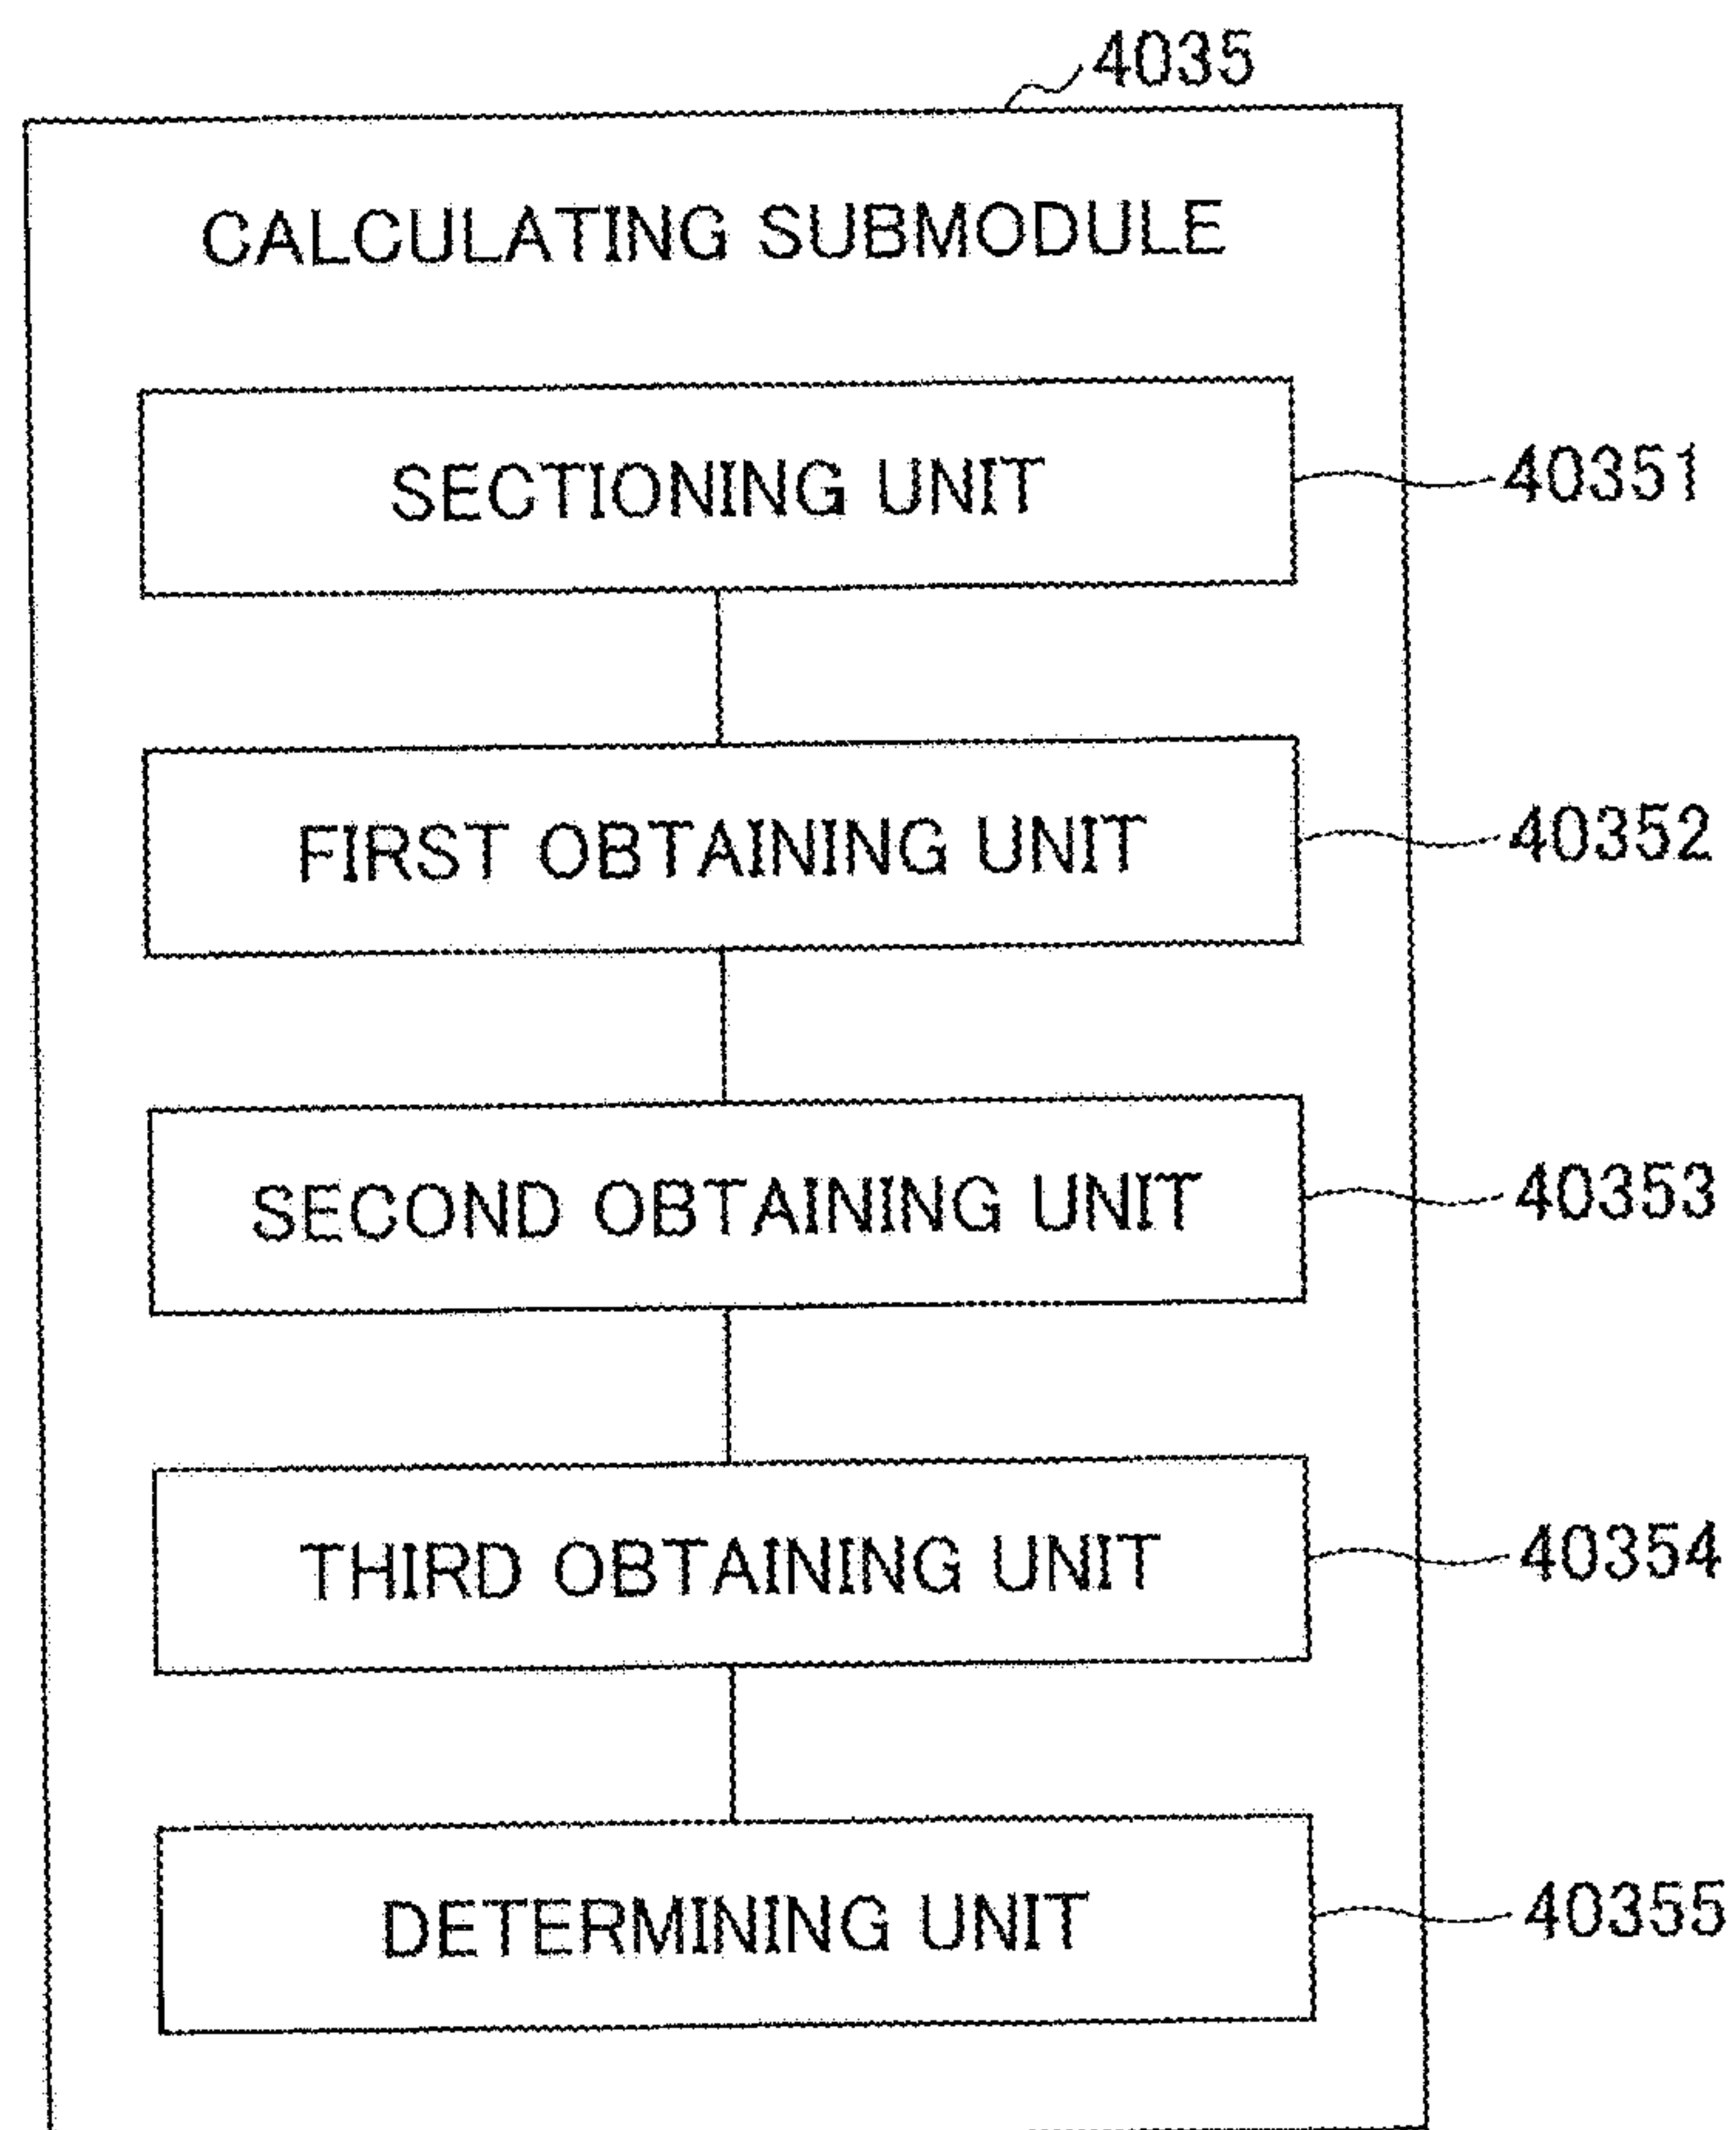 4035
CALCULATING SUBMODULE
SECTIONING UNIT
40351
FIRST OBTAINING UNIT
40352
SECOND OBTAINING UNIT
40353
THIRD OBTAINING UNIT
40354
DETERMINING UNIT
40355